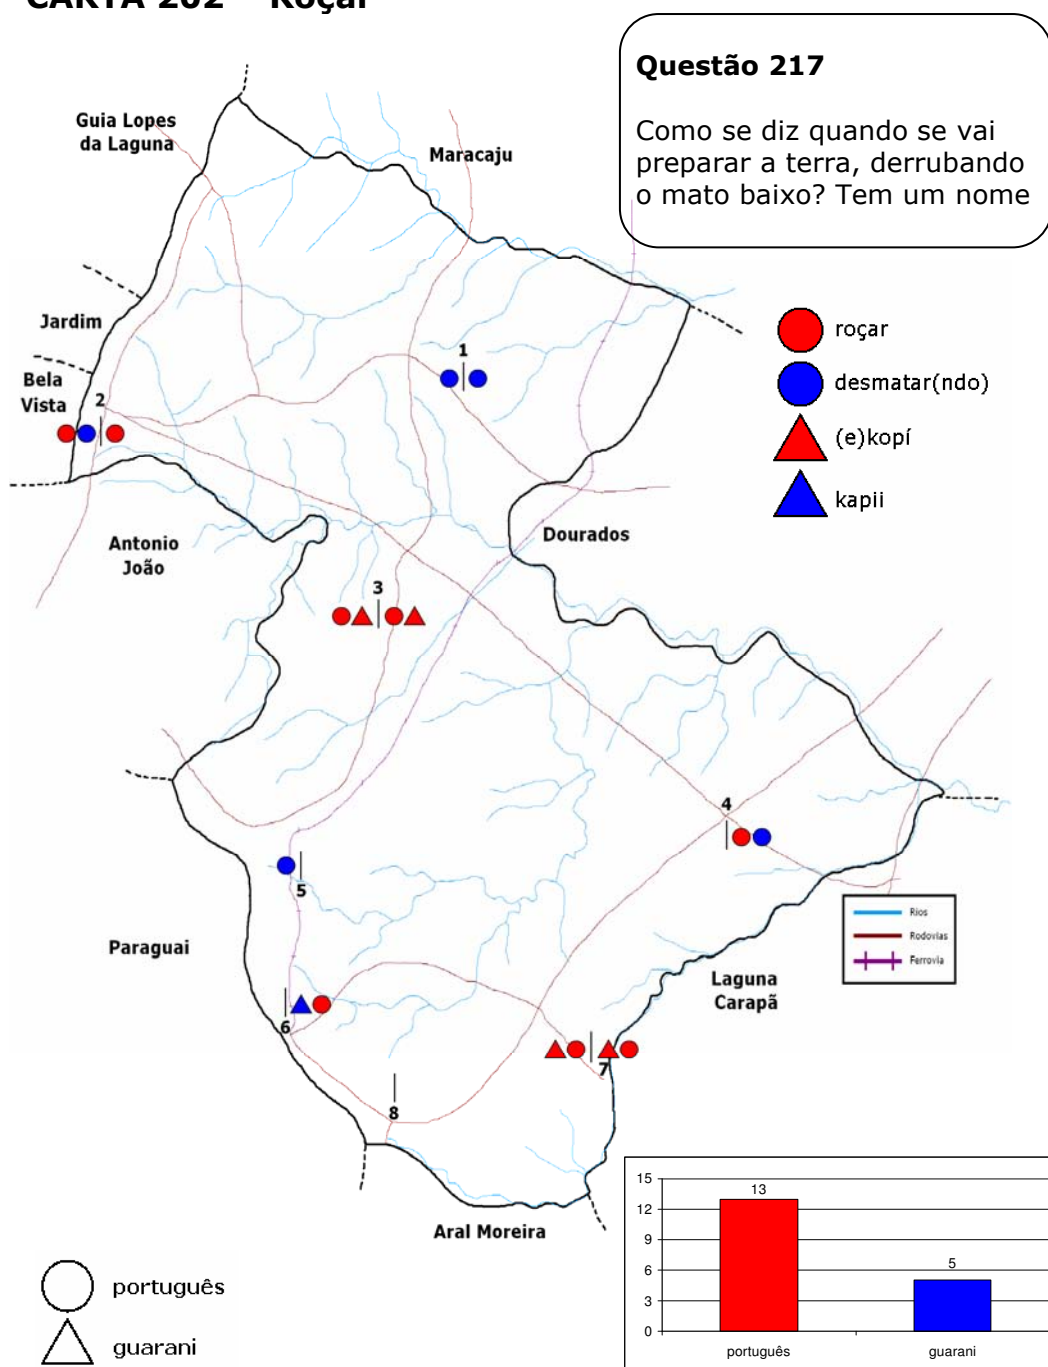 CARTA 202 – Roçar
Questão 217
Como se diz quando se vai
preparar a terra, derrubando
o mato baixo? Tem um nome
Guia Lopes
da Laguna
Maracaju
Jardim
Bela
Vista
Antonio
João
Dourados
Paraguai
Laguna
Carapã
Aral Moreira
1
2
3
4
5
6
7
8
roçar
desmatar(ndo)
(e)kopí
kapii
Rios
Rodovias
Ferrovia
português
guarani
15
12
9
6
3
0
13
5
português
guarani